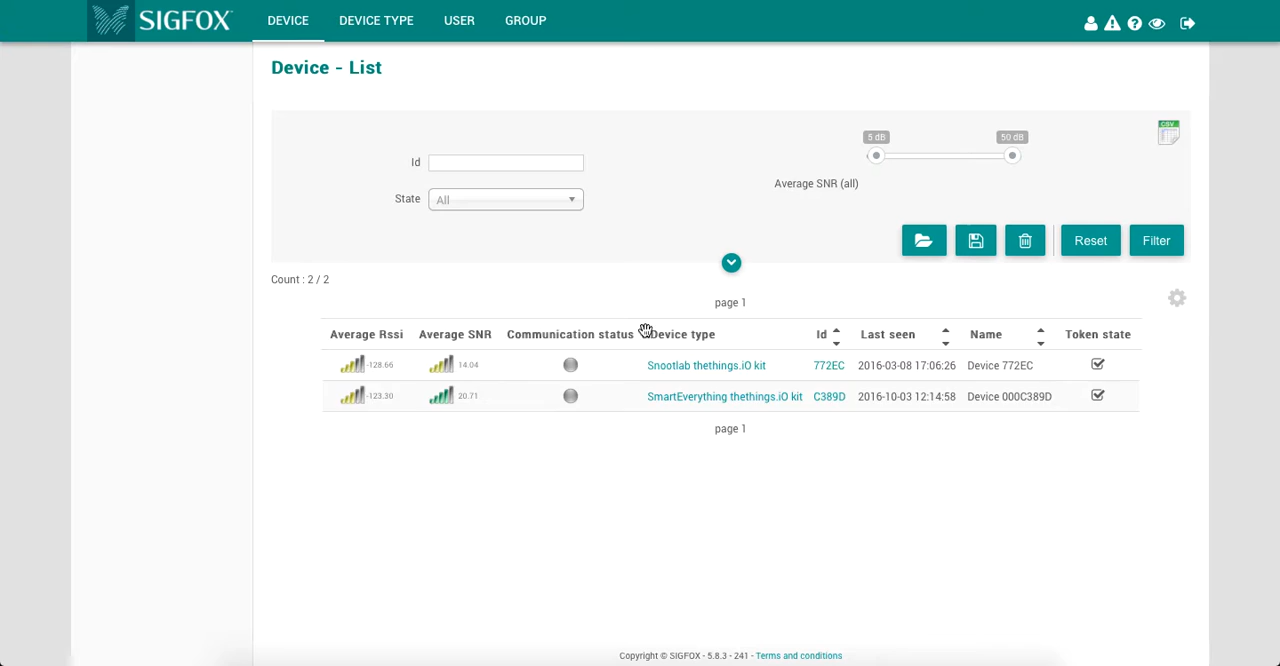 SIGFOX DEVICE DEVICE TYPE USER GROUP
Device - List
5 dB 50 dB
CSV
Id
Average SNR (all)
State All
Reset Filter
Count : 2 / 2
page 1
Average Rssi Average SNR Communication status Device type Id Last seen Name Token state
-128.66 14.04 Snootlab thethings.iO kit 772EC 2016-03-08 17:06:26 Device 772EC
-123.30 20.71 SmartEverything thethings.iO kit C389D 2016-10-03 12:14:58 Device 000C389D
page 1
Copyright © SIGFOX - 5.8.3 - 241 - Terms and conditions